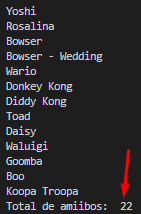 Yoshi
Rosalina
Bowser
Bowser - Wedding
Wario
Donkey Kong
Diddy Kong
Toad
Daisy
Waluigi
Goomba
Boo
Koopa Troopa
Total de amiibos:  22